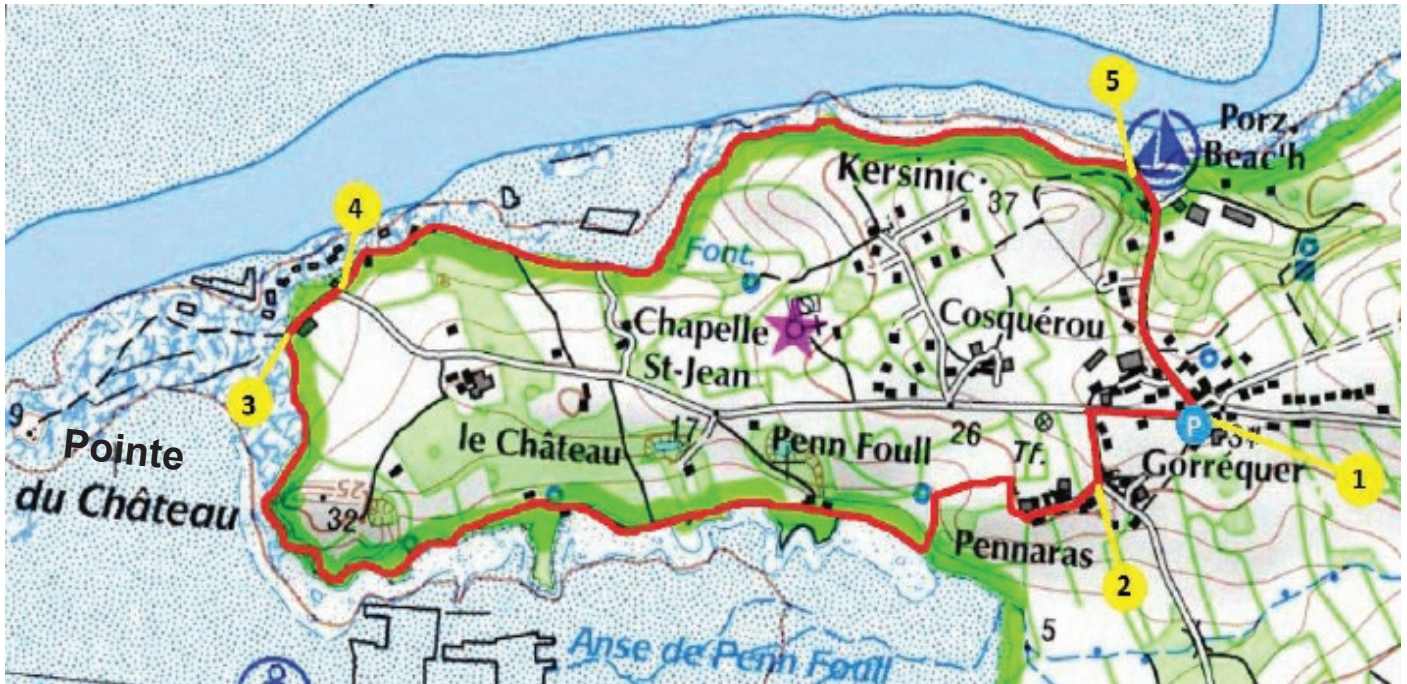 5
Porz.
Beac'h
Kersinic
37
4
Font.
Chapelle
St-Jean
Cosquérou
3
9
Pointe
du Château
le Château
17
Penn Foull
26
Tf.
P
Gorréquer
1
25
32
Pennaras
2
5
Anse de Penn Foull